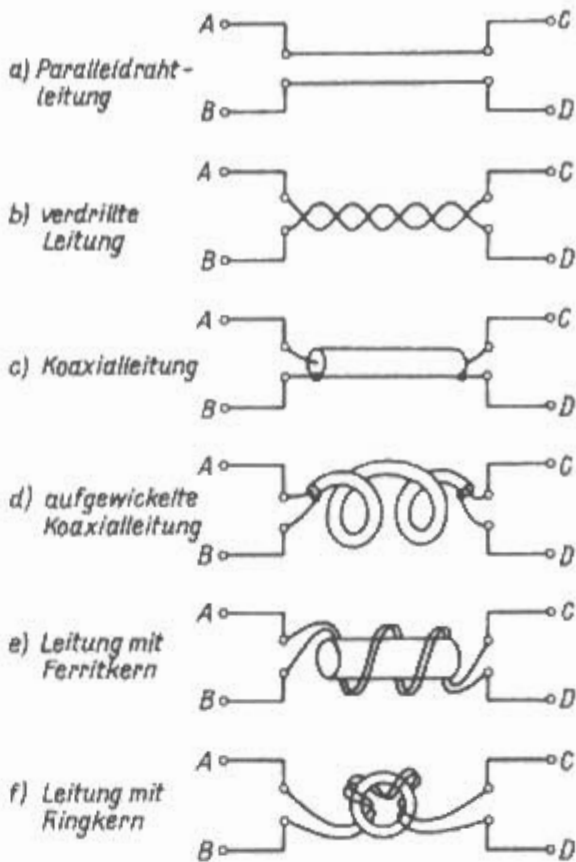 A
C
a) Paralleldraht-
leitung
B
D
A
C
b) verdrillte
Leitung
B
D
A
C
c) Koaxialleitung
B
D
A
C
d) aufgewickelte
Koaxialleitung
B
D
A
C
e) Leitung mit
Ferritkern
B
D
A
C
f) Leitung mit
Ringkern
B
D